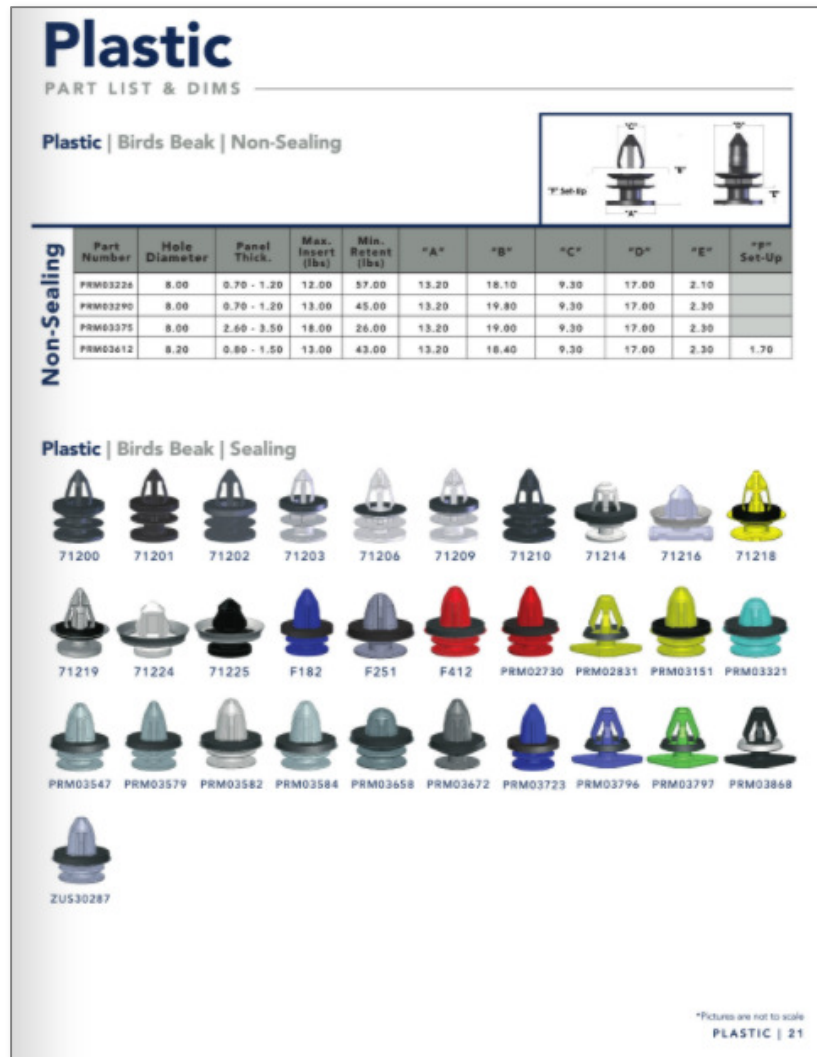 Plastic
PART LIST & DIMS
Plastic | Birds Beak | Non-Sealing
"C"
"D"
"B"
"F" Set-Up
"E"
"A"
Non-Sealing
Part Number Hole Diameter Panel Thick. Max. Insert (lbs) Min. Retent (lbs) "A" "B" "C" "D" "E" "F" Set-Up
PRM03226 8.00 0.70 - 1.20 12.00 57.00 13.20 18.10 9.30 17.00 2.10
PRM03290 8.00 0.70 - 1.20 13.00 45.00 13.20 19.80 9.30 17.00 2.30
PRM03375 8.00 2.60 - 3.50 18.00 26.00 13.20 19.00 9.30 17.00 2.30
PRM03612 8.20 0.80 - 1.50 13.00 43.00 13.20 18.40 9.30 17.00 2.30 1.70
Plastic | Birds Beak | Sealing
71200 71201 71202 71203 71206 71209 71210 71214 71216 71218
71219 71224 71225 F182 F251 F412 PRM02730 PRM02831 PRM03151 PRM03321
PRM03547 PRM03579 PRM03582 PRM03584 PRM03658 PRM03672 PRM03723 PRM03796 PRM03797 PRM03868
ZUS30287
*Pictures are not to scale
PLASTIC | 21